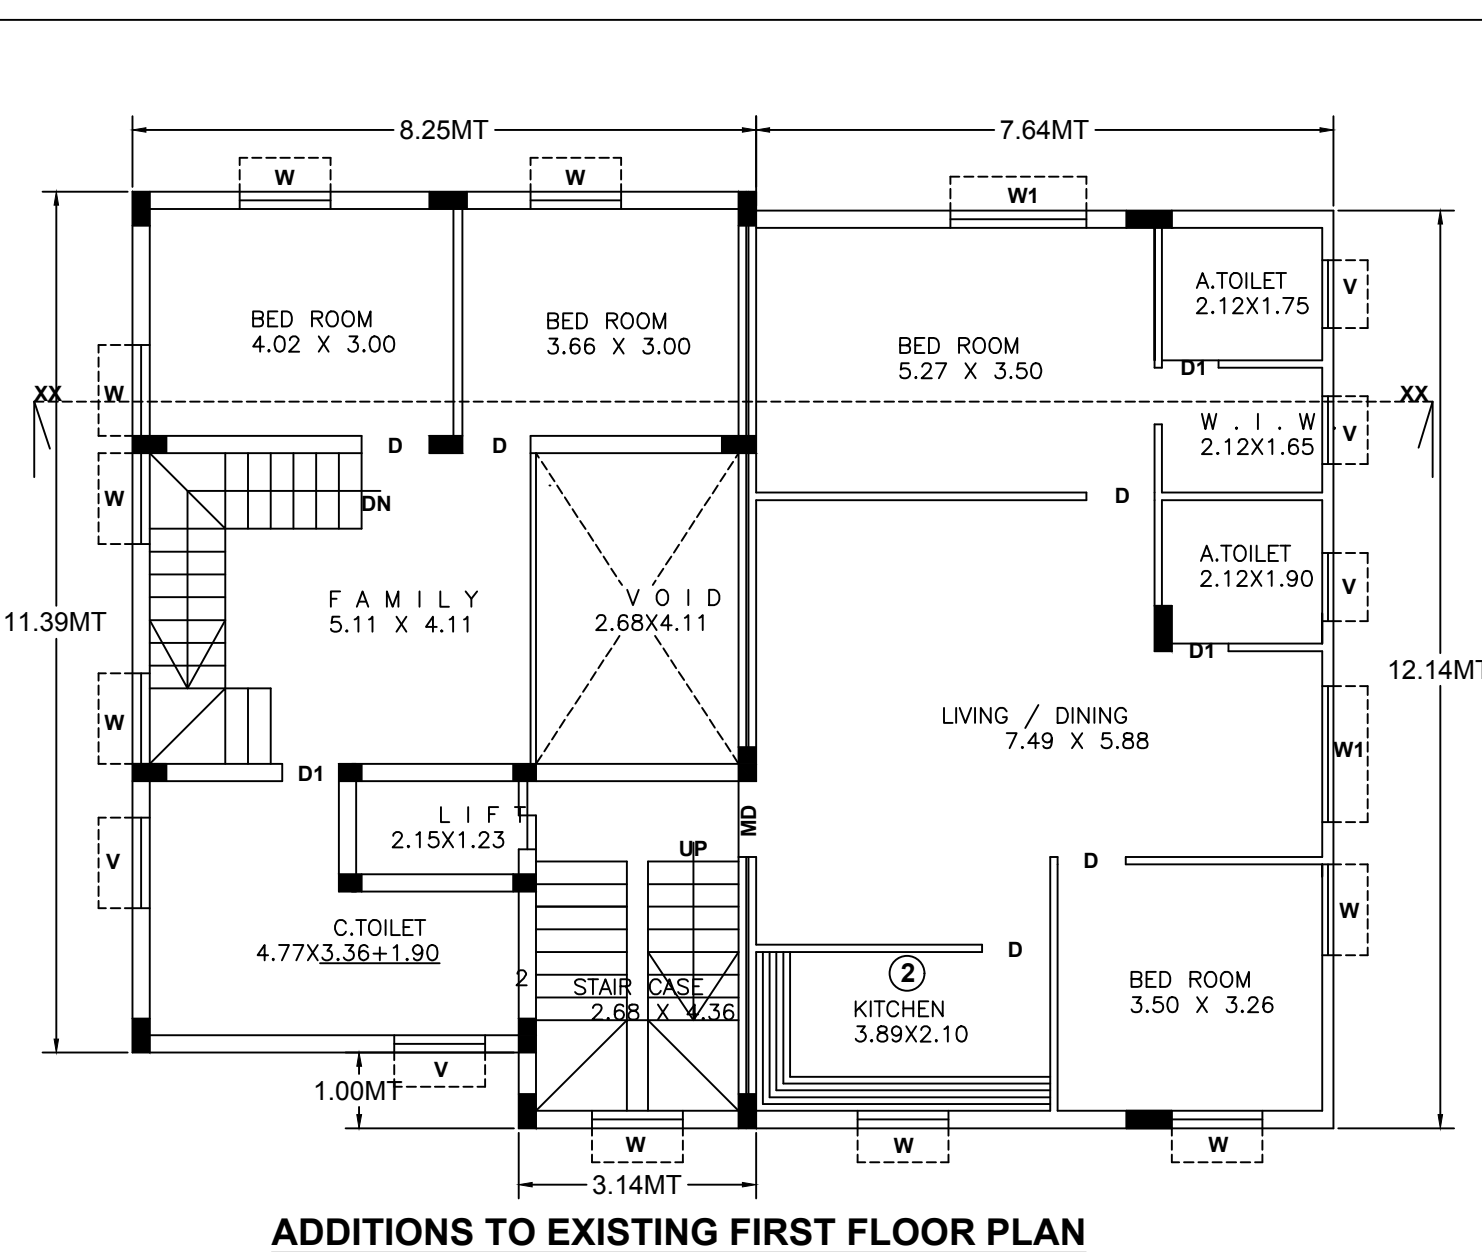 8.25MT
7.64MT
W
W
W1
A.TOILET
2.12X1.75
V
BED ROOM
4.02 X 3.00
BED ROOM
3.66 X 3.00
BED ROOM
5.27 X 3.50
D1
XX
W
XX
W . I . W .
2.12X1.65
V
D
D
W
DN
D
A.TOILET
2.12X1.90
V
F A M I L Y
5.11 X 4.11
V O I D
2.68X4.11
11.39MT
D1
12.14MT
W
LIVING / DINING
7.49 X 5.88
W1
D1
L I F T
2.15X1.23
MD
UP
V
D
W
C.TOILET
4.77X3.36+1.90
2
STAIR CASE
2.68 X 4.36
D
2
KITCHEN
3.89X2.10
BED ROOM
3.50 X 3.26
V
1.00MT
W
W
W
3.14MT
ADDITIONS TO EXISTING FIRST FLOOR PLAN